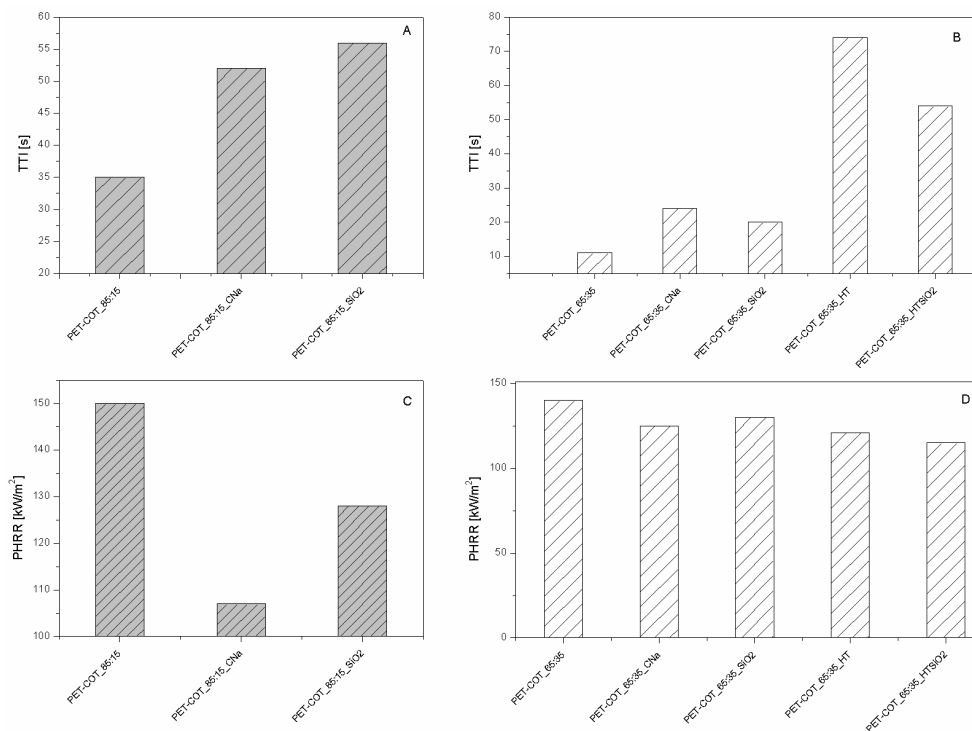 A
TTI [s]
60
55
50
45
40
35
30
25
20
PET-COT_85:15
PET-COT_85:15_CNa
PET-COT_85:15_SiO2
B
TTI [s]
80
70
60
50
40
30
20
10
PET-COT_65:35
PET-COT_65:35_CNa
PET-COT_65:35_SiO2
PET-COT_65:35_HT
PET-COT_65:35_HTSiO2
C
PHRR [kW/m²]
150
140
130
120
110
100
PET-COT_85:15
PET-COT_85:15_CNa
PET-COT_85:15_SiO2
D
PHRR [kW/m²]
150
100
50
0
PET-COT_65:35
PET-COT_65:35_CNa
PET-COT_65:35_SiO2
PET-COT_65:35_HT
PET-COT_65:35_HTSiO2